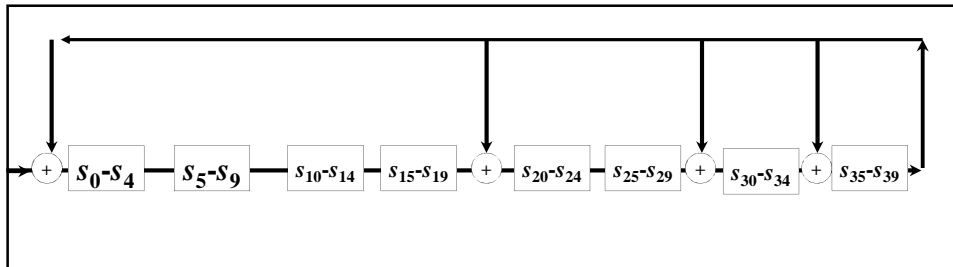 + s₀-s₄ s₅-s₉ s₁₀-s₁₄ s₁₅-s₁₉ + s₂₀-s₂₄ s₂₅-s₂₉ + s₃₀-s₃₄ + s₃₅-s₃₉